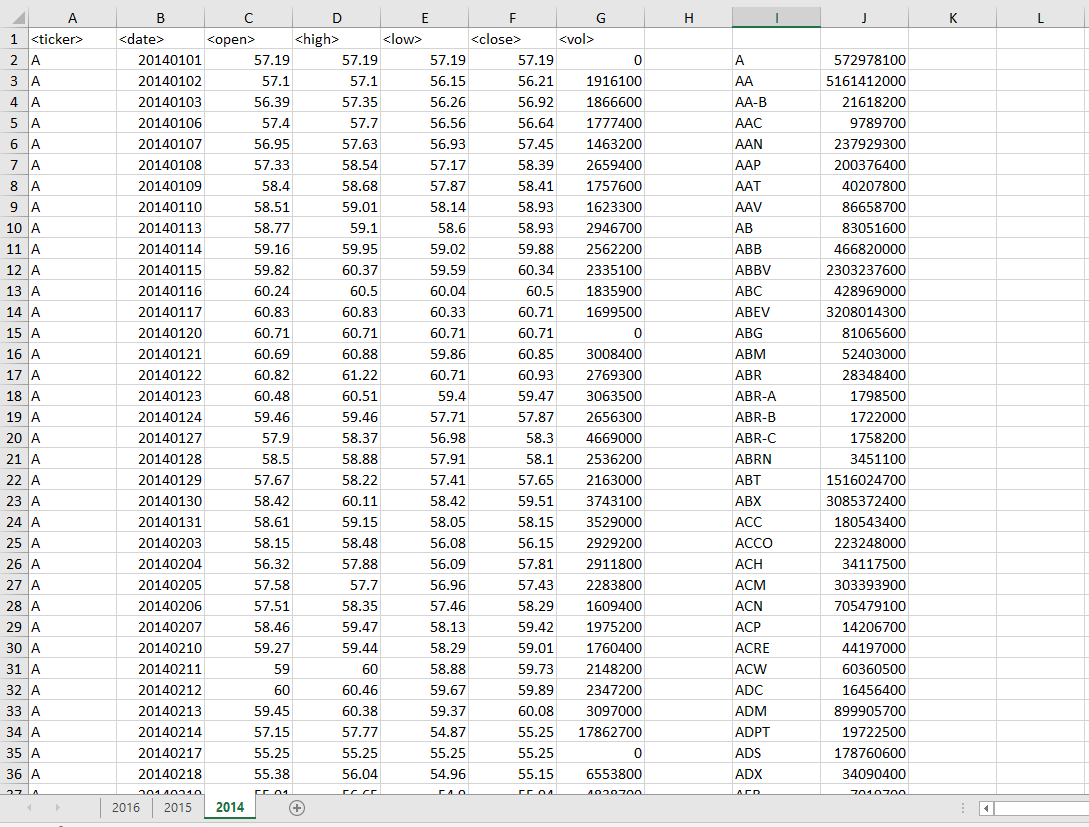 A B C D E F G H I J K L
1 <ticker> <date> <open> <high> <low> <close> <vol>
2 A 20140101 57.19 57.19 57.19 57.19 0 A 572978100
3 A 20140102 57.1 57.1 56.15 56.21 1916100 AA 5161412000
4 A 20140103 56.39 57.35 56.26 56.92 1866600 AA-B 21618200
5 A 20140106 57.4 57.7 56.56 56.64 1777400 AAC 9789700
6 A 20140107 56.95 57.63 56.93 57.45 1463200 AAN 237929300
7 A 20140108 57.33 58.54 57.17 58.39 2659400 AAP 200376400
8 A 20140109 58.4 58.68 57.87 58.41 1757600 AAT 40207800
9 A 20140110 58.51 59.01 58.14 58.93 1623300 AAV 86658700
10 A 20140113 58.77 59.1 58.6 58.93 2946700 AB 83051600
11 A 20140114 59.16 59.95 59.02 59.88 2562200 ABB 466820000
12 A 20140115 59.82 60.37 59.59 60.34 2335100 ABBV 2303237600
13 A 20140116 60.24 60.5 60.04 60.5 1835900 ABC 428969000
14 A 20140117 60.83 60.83 60.33 60.71 1699500 ABEV 3208014300
15 A 20140120 60.71 60.71 60.71 60.71 0 ABG 81065600
16 A 20140121 60.69 60.88 59.86 60.85 3008400 ABM 52403000
17 A 20140122 60.82 61.22 60.71 60.93 2769300 ABR 28348400
18 A 20140123 60.48 60.51 59.4 59.47 3063500 ABR-A 1798500
19 A 20140124 59.46 59.46 57.71 57.87 2656300 ABR-B 1722000
20 A 20140127 57.9 58.37 56.98 58.3 4669000 ABR-C 1758200
21 A 20140128 58.5 58.88 57.91 58.1 2536200 ABRN 3451100
22 A 20140129 57.67 58.22 57.41 57.65 2163000 ABT 1516024700
23 A 20140130 58.42 60.11 58.42 59.51 3743100 ABX 3085372400
24 A 20140131 58.61 59.15 58.05 58.15 3529000 ACC 180543400
25 A 20140203 58.15 58.48 56.08 56.15 2929200 ACCO 223248000
26 A 20140204 56.32 57.88 56.09 57.81 2911800 ACH 34117500
27 A 20140205 57.58 57.7 56.96 57.43 2283800 ACM 303393900
28 A 20140206 57.51 58.35 57.46 58.29 1609400 ACN 705479100
29 A 20140207 58.46 59.47 58.13 59.42 1975200 ACP 14206700
30 A 20140210 59.27 59.44 58.29 59.01 1760400 ACRE 44197000
31 A 20140211 59 60 58.88 59.73 2148200 ACW 60360500
32 A 20140212 60 60.46 59.67 59.89 2347200 ADC 16456400
33 A 20140213 59.45 60.38 59.37 60.08 3097000 ADM 899905700
34 A 20140214 57.15 57.77 54.87 55.25 17862700 ADPT 19722500
35 A 20140217 55.25 55.25 55.25 55.25 0 ADS 178760600
36 A 20140218 55.38 56.04 54.96 55.15 6553800 ADX 34090400
2016 2015 2014